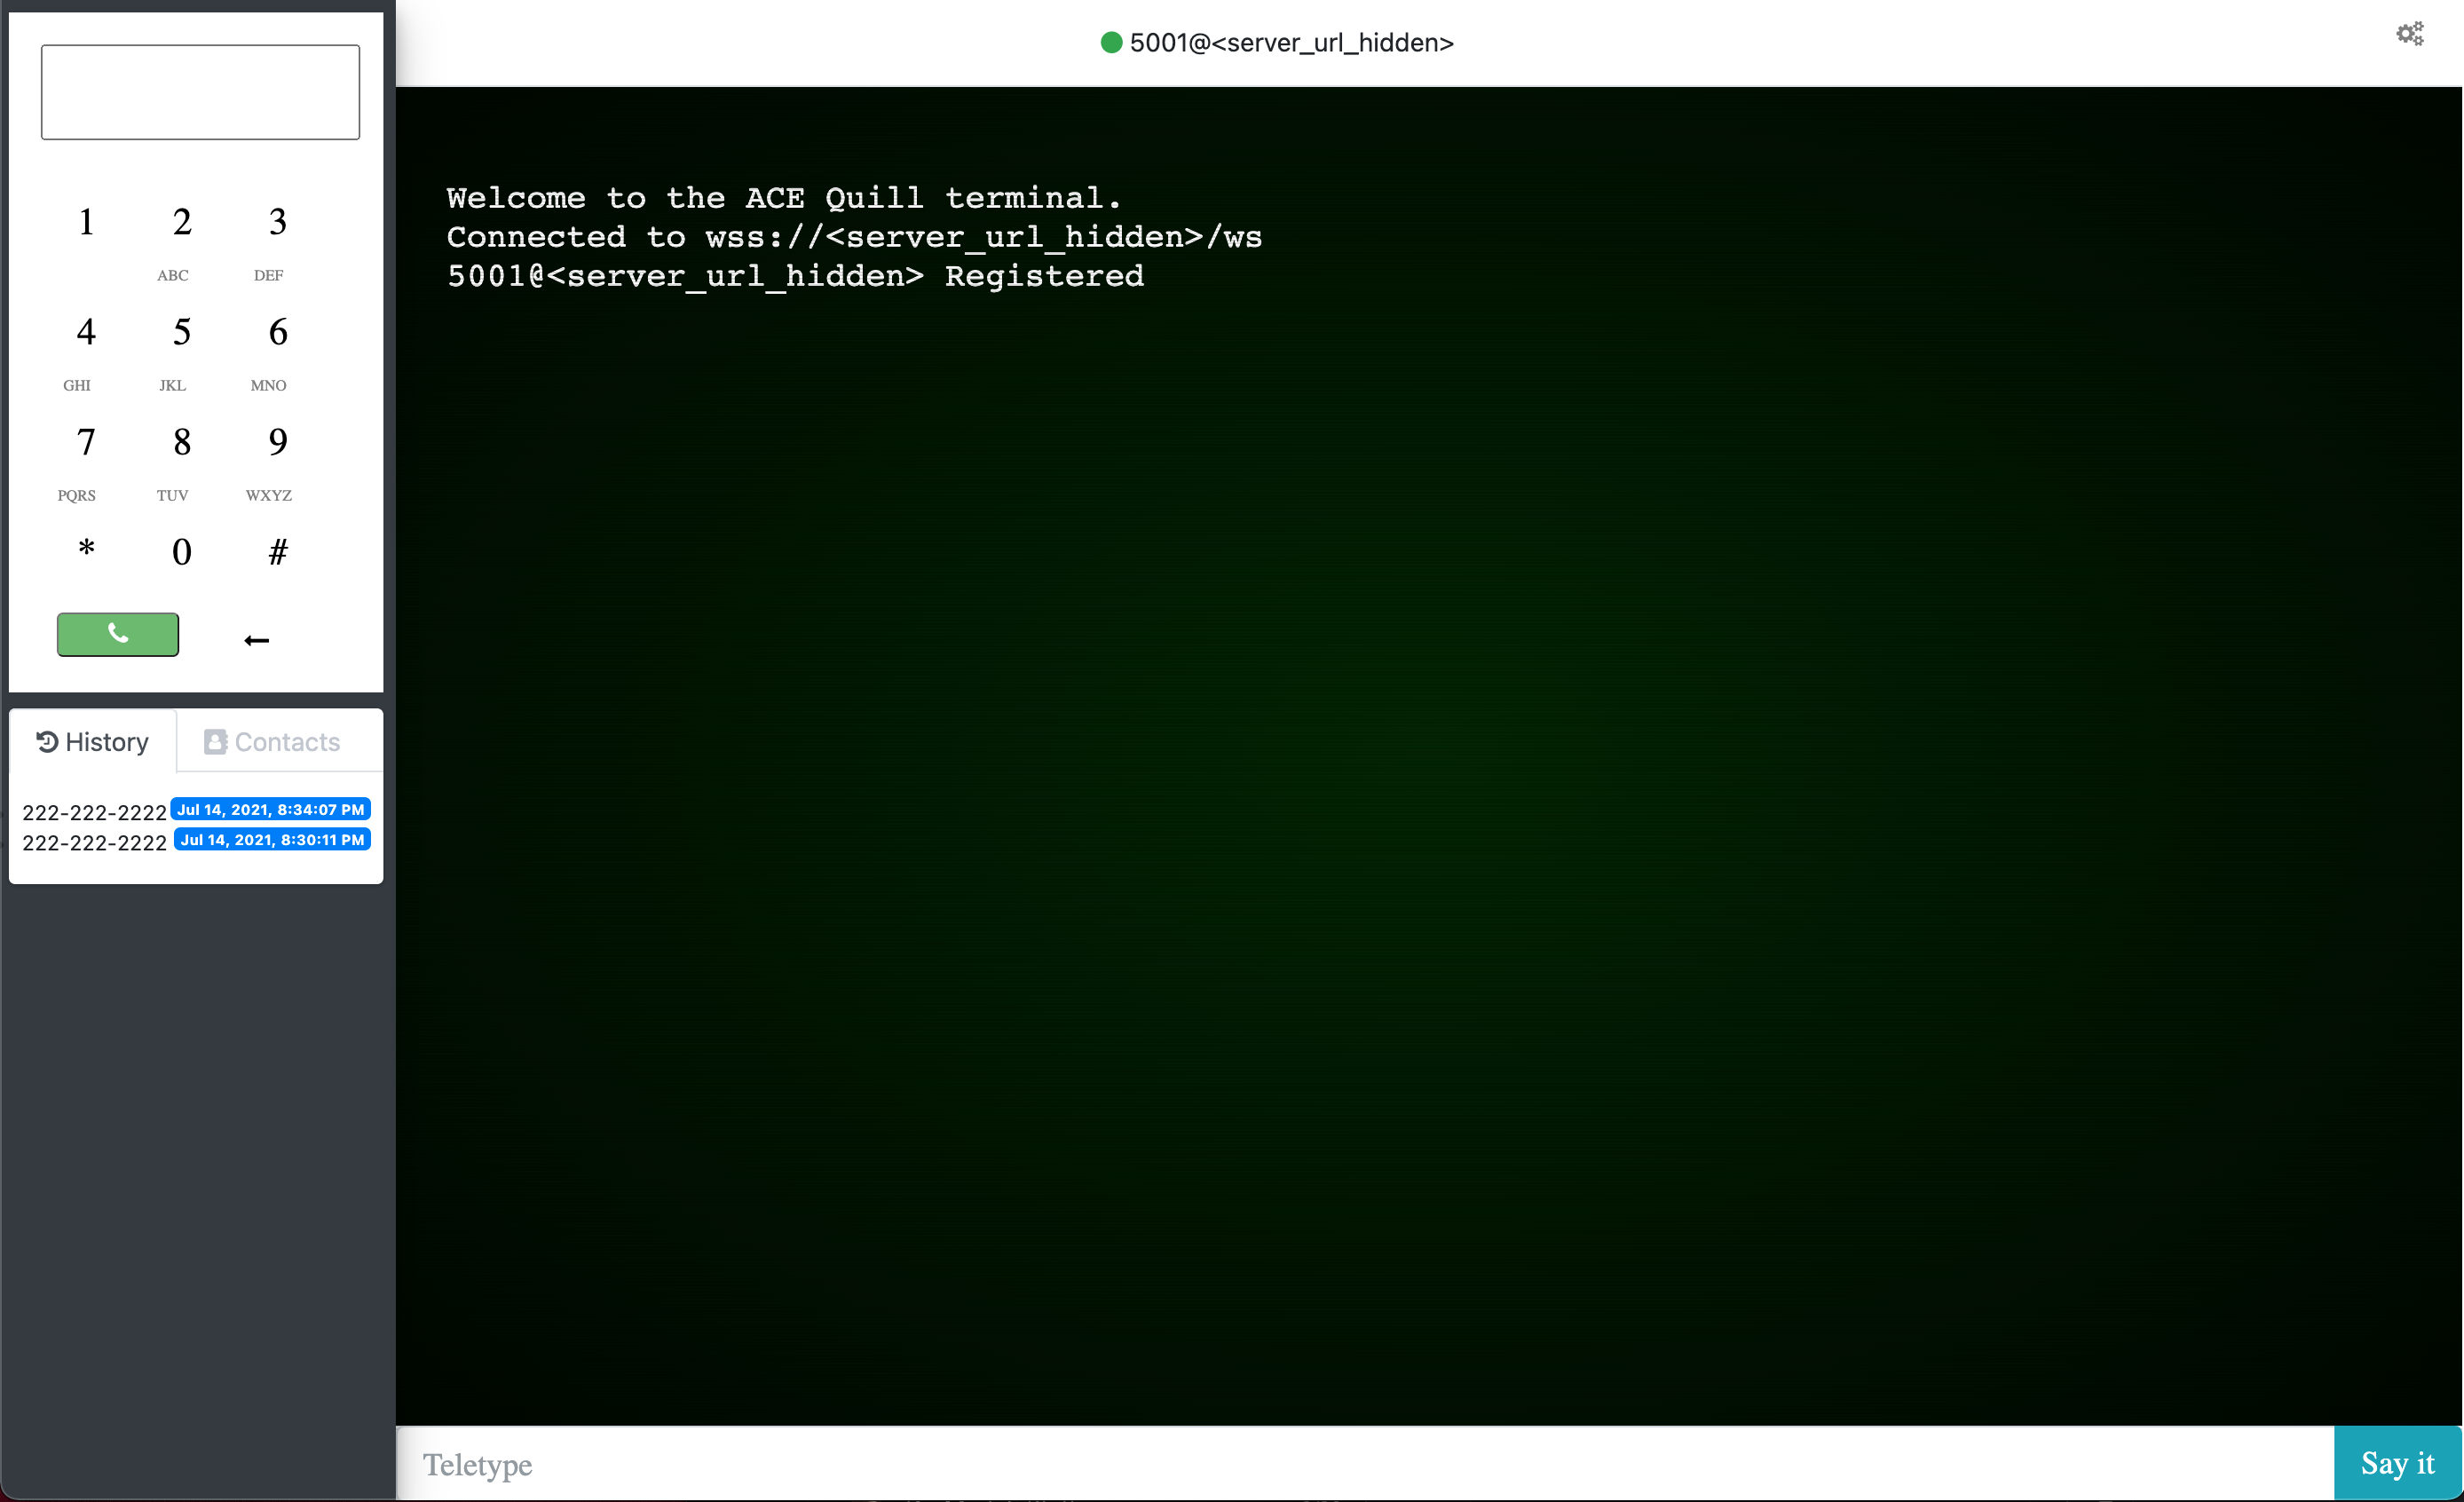 5001@<server_url_hidden>
1 2 3
ABC DEF
4 5 6
GHI JKL MNO
7 8 9
PQRS TUV WXYZ
* 0 #
History Contacts
222-222-2222 Jul 14, 2021, 8:34:07 PM
222-222-2222 Jul 14, 2021, 8:30:11 PM
Welcome to the ACE Quill terminal.
Connected to wss://<server_url_hidden>/ws
5001@<server_url_hidden> Registered
Teletype Say it